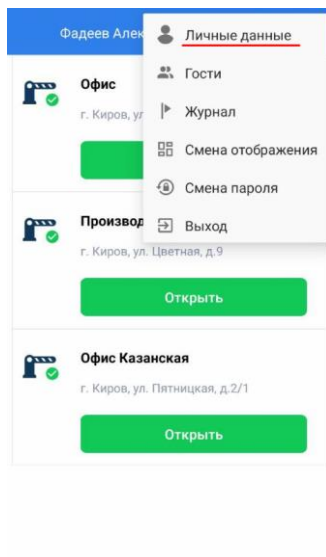 Фадеев Алек
Личные данные
Гости
Журнал
Смена отображения
Смена пароля
Выход
Офис
г. Киров, ул
Производ
г. Киров, ул. Цветная, д.9
Открыть
Офис Казанская
г. Киров, ул. Пятницкая, д.2/1
Открыть